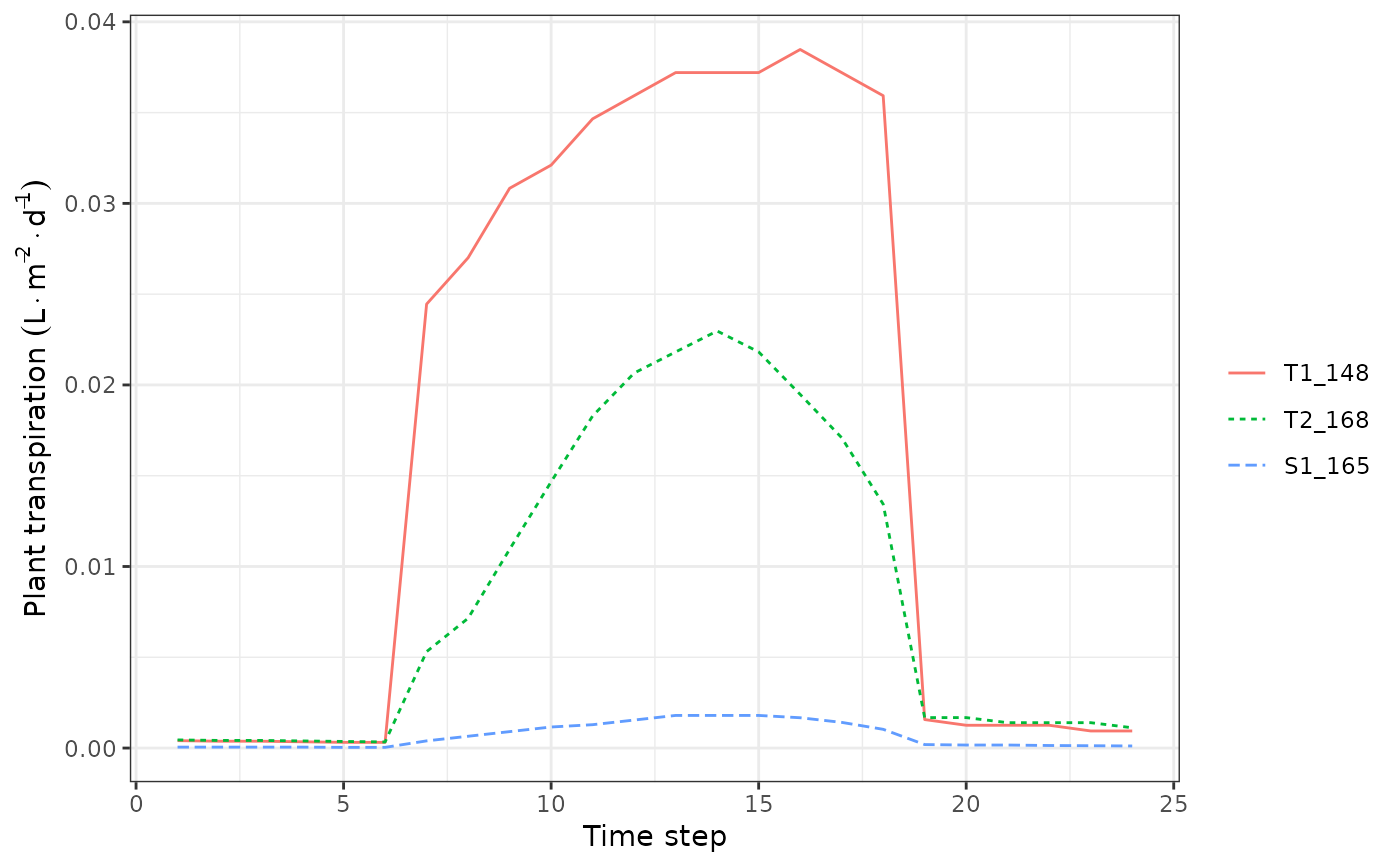 Plant transpiration (L · m⁻² · d⁻¹)
0.04
0.03
0.02
0.01
0.00
0 5 10 15 20 25
Time step
T1_148
T2_168
S1_165